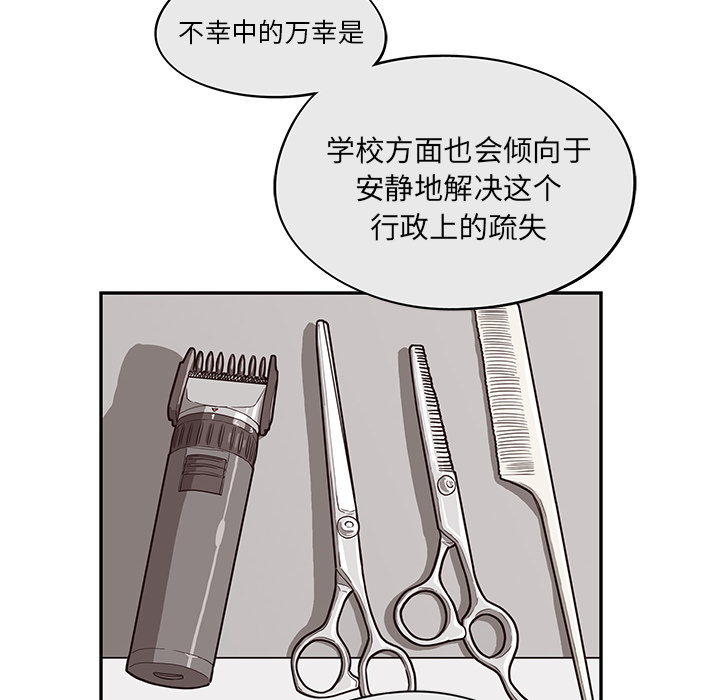 不幸中的万幸是
学校方面也会倾向于
安静地解决这个
行政上的疏失